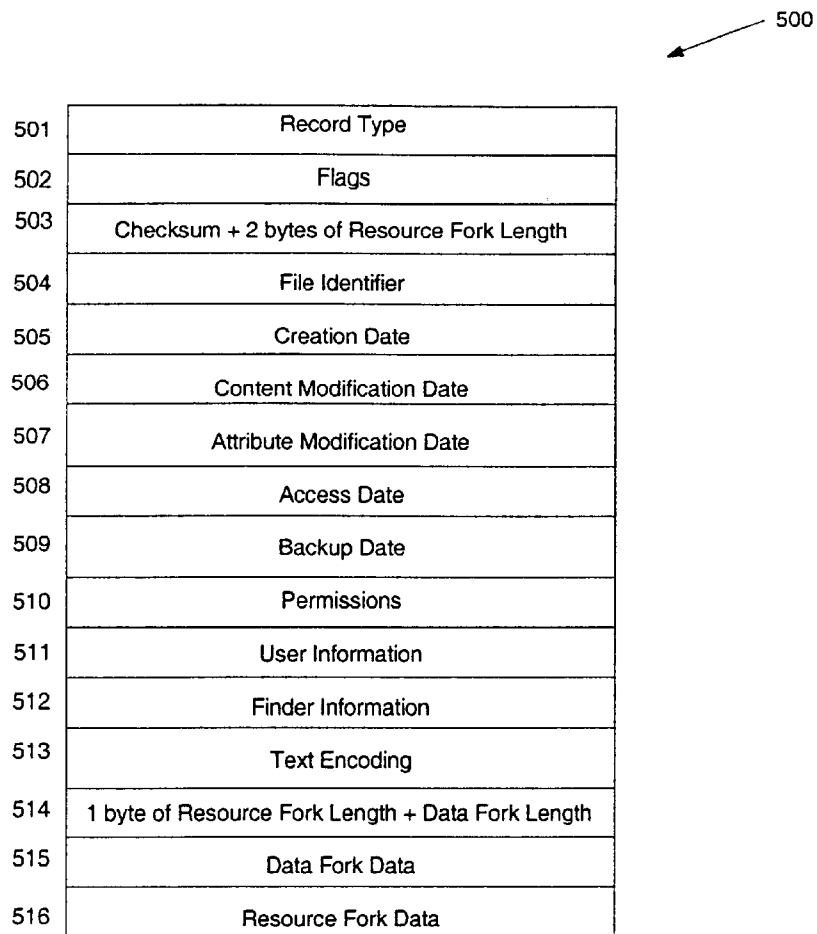 500
501 Record Type
502 Flags
503 Checksum + 2 bytes of Resource Fork Length
504 File Identifier
505 Creation Date
506 Content Modification Date
507 Attribute Modification Date
508 Access Date
509 Backup Date
510 Permissions
511 User Information
512 Finder Information
513 Text Encoding
514 1 byte of Resource Fork Length + Data Fork Length
515 Data Fork Data
516 Resource Fork Data